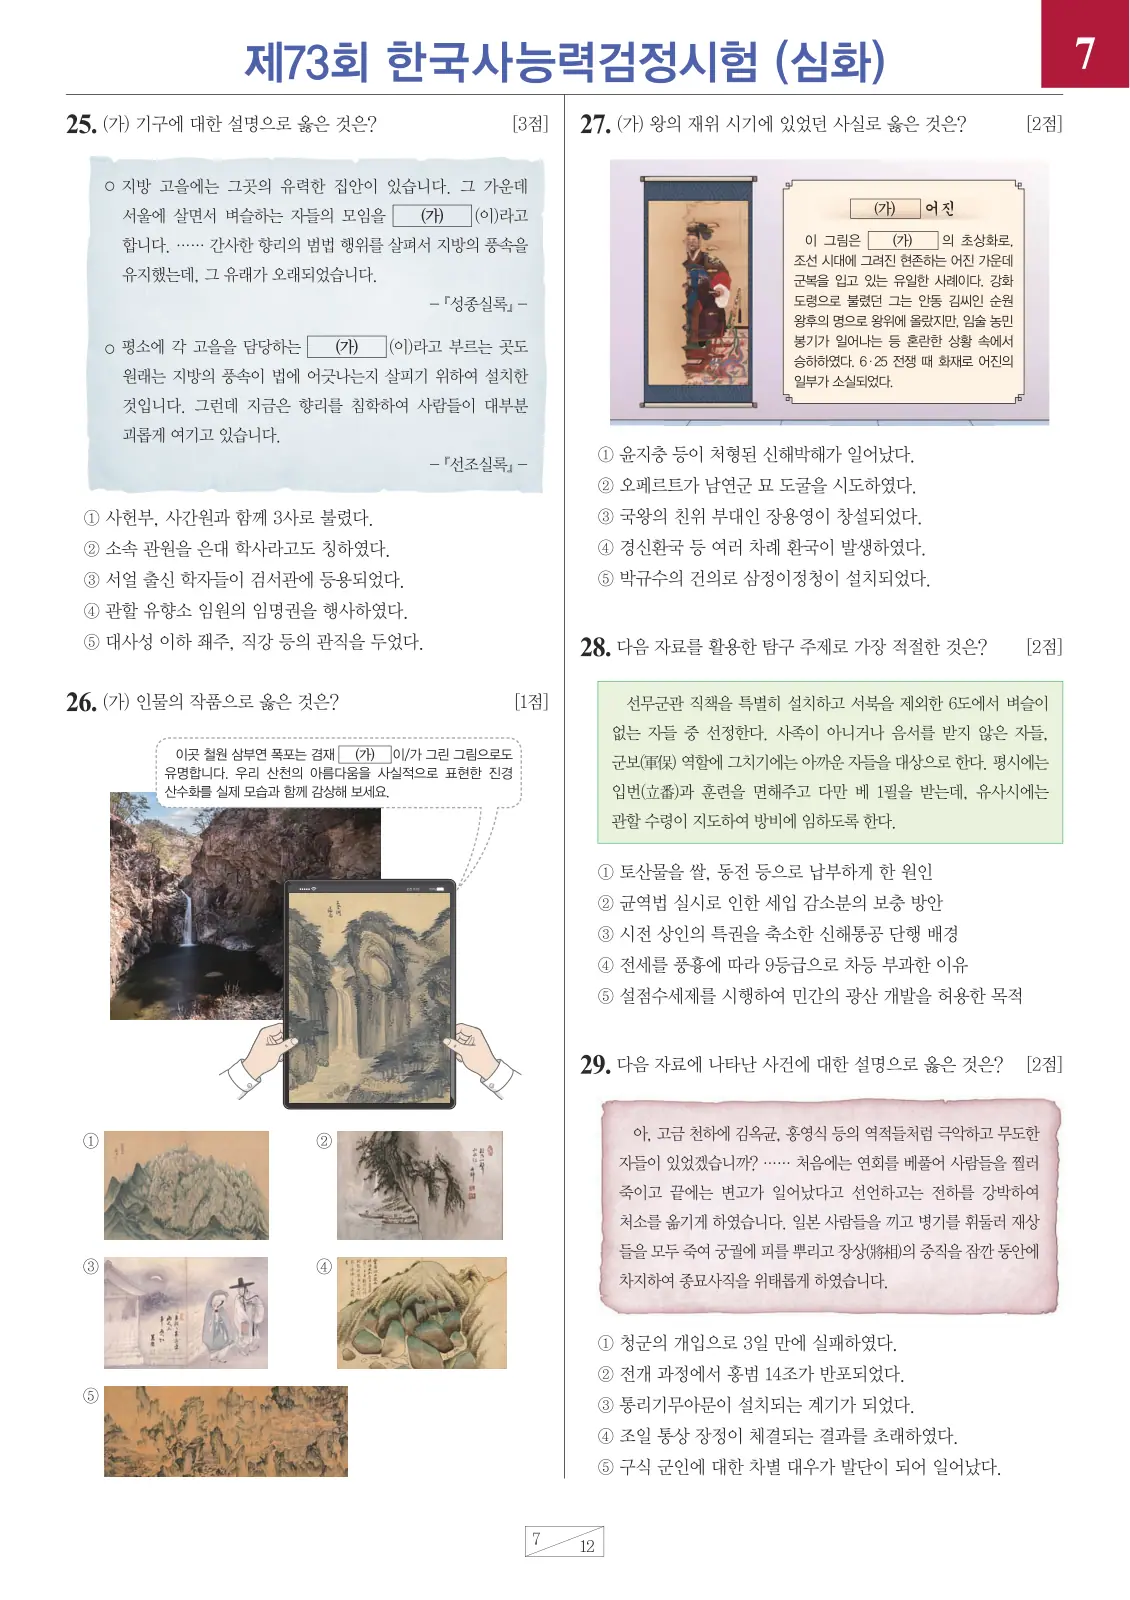 제73회 한국사능력검정시험 (심화)
7
25. (가) 기구에 대한 설명으로 옳은 것은? [3점]
○ 지방 고을에는 그곳의 유력한 집안이 있습니다. 그 가운데
서울에 살면서 벼슬하는 자들의 모임을 (가) (이)라고
합니다. …… 간사한 향리의 범법 행위를 살펴서 지방의 풍속을
유지했는데, 그 유래가 오래되었습니다.
- 『성종실록』 -
○ 평소에 각 고을을 담당하는 (가) (이)라고 부르는 곳도
원래는 지방의 풍속이 법에 어긋나는지 살피기 위하여 설치한
것입니다. 그런데 지금은 향리를 침학하여 사람들이 대부분
괴롭게 여기고 있습니다.
- 『선조실록』 -
① 사헌부, 사간원과 함께 3사로 불렸다.
② 소속 관원을 은대 학사라고도 칭하였다.
③ 서얼 출신 학자들이 검서관에 등용되었다.
④ 관할 유향소 임원의 임명권을 행사하였다.
⑤ 대사성 이하 좨주, 직강 등의 관직을 두었다.
26. (가) 인물의 작품으로 옳은 것은? [1점]
이곳 철원 삼부연 폭포는 겸재 (가) 이/가 그린 그림으로도
유명합니다. 우리 산천의 아름다움을 사실적으로 표현한 진경
산수화를 실제 모습과 함께 감상해 보세요.
①
②
③
④
⑤
27. (가) 왕의 재위 시기에 있었던 사실로 옳은 것은? [2점]
(가) 어진
이 그림은 (가) 의 초상화로,
조선 시대에 그려진 현존하는 어진 가운데
군복을 입고 있는 유일한 사례이다. 강화
도령으로 불렸던 그는 안동 김씨인 순원
왕후의 명으로 왕위에 올랐지만, 임술 농민
봉기가 일어나는 등 혼란한 상황 속에서
승하하였다. 6·25 전쟁 때 화재로 어진의
일부가 소실되었다.
① 윤지충 등이 처형된 신해박해가 일어났다.
② 오페르트가 남연군 묘 도굴을 시도하였다.
③ 국왕의 친위 부대인 장용영이 창설되었다.
④ 경신환국 등 여러 차례 환국이 발생하였다.
⑤ 박규수의 건의로 삼정이정청이 설치되었다.
28. 다음 자료를 활용한 탐구 주제로 가장 적절한 것은? [2점]
선무군관 직책을 특별히 설치하고 서북을 제외한 6도에서 벼슬이
없는 자들 중 선정한다. 사족이 아니거나 음서를 받지 않은 자들,
군보(軍保) 역할에 그치기에는 아까운 자들을 대상으로 한다. 평시에는
입번(立番)과 훈련을 면해주고 다만 베 1필을 받는데, 유사시에는
관할 수령이 지도하여 방비에 임하도록 한다.
① 토산물을 쌀, 동전 등으로 납부하게 한 원인
② 균역법 실시로 인한 세입 감소분의 보충 방안
③ 시전 상인의 특권을 축소한 신해통공 단행 배경
④ 전세를 풍흉에 따라 9등급으로 차등 부과한 이유
⑤ 설점수세제를 시행하여 민간의 광산 개발을 허용한 목적
29. 다음 자료에 나타난 사건에 대한 설명으로 옳은 것은? [2점]
아, 고금 천하에 김옥균, 홍영식 등의 역적들처럼 극악하고 무도한
자들이 있었겠습니까? …… 처음에는 연회를 베풀어 사람들을 찔러
죽이고 끝에는 변고가 일어났다고 선언하고는 전하를 강박하여
처소를 옮기게 하였습니다. 일본 사람들을 끼고 병기를 휘둘러 재상
들을 모두 죽여 궁궐에 피를 뿌리고 장상(將相)의 중직을 잠깐 동안에
차지하여 종묘사직을 위태롭게 하였습니다.
① 청군의 개입으로 3일 만에 실패하였다.
② 전개 과정에서 홍범 14조가 반포되었다.
③ 통리기무아문이 설치되는 계기가 되었다.
④ 조일 통상 장정이 체결되는 결과를 초래하였다.
⑤ 구식 군인에 대한 차별 대우가 발단이 되어 일어났다.
7
12